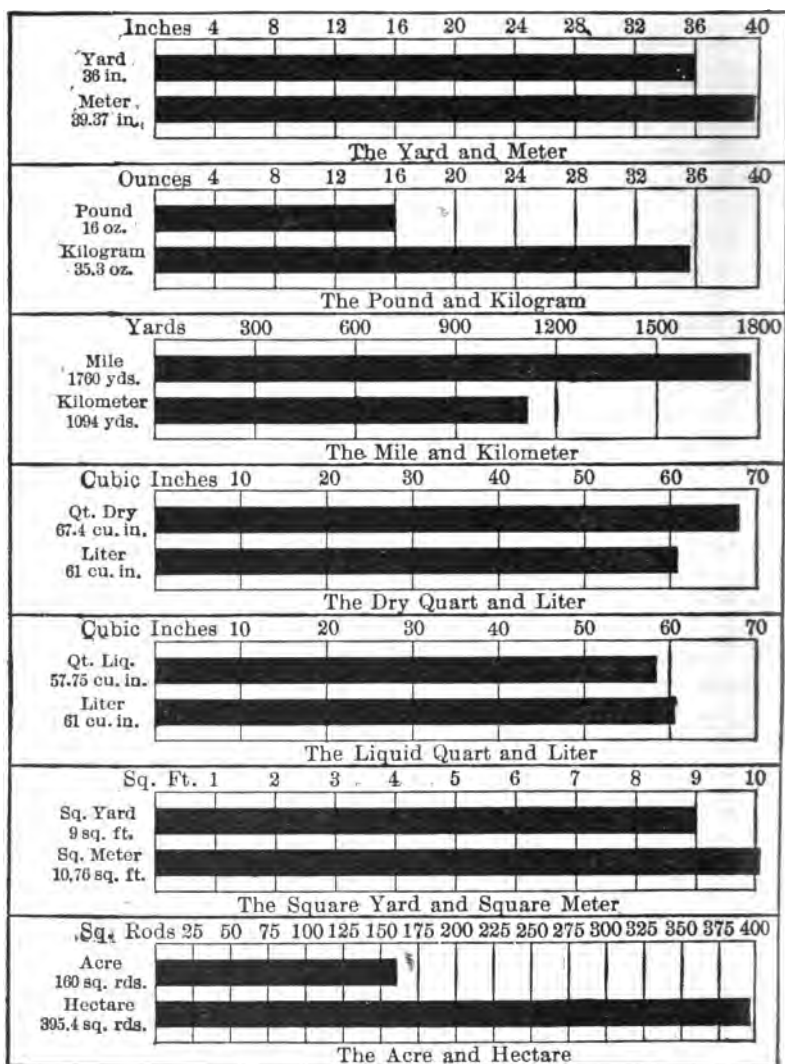 Inches 4 8 12 16 20 24 28 32 36 40
Yard
36 in.
Meter
39.37 in.
The Yard and Meter
Ounces 4 8 12 16 20 24 28 32 36 40
Pound
16 oz.
Kilogram
35.3 oz.
The Pound and Kilogram
Yards 300 600 900 1200 1500 1800
Mile
1760 yds.
Kilometer
1094 yds.
The Mile and Kilometer
Cubic Inches 10 20 30 40 50 60 70
Qt. Dry
67.4 cu. in.
Liter
61 cu. in.
The Dry Quart and Liter
Cubic Inches 10 20 30 40 50 60 70
Qt. Liq.
57.75 cu. in.
Liter
61 cu. in.
The Liquid Quart and Liter
Sq. Ft. 1 2 3 4 5 6 7 8 9 10
Sq. Yard
9 sq. ft.
Sq. Meter
10.76 sq. ft.
The Square Yard and Square Meter
Sq. Rods 25 50 75 100 125 150 175 200 225 250 275 300 325 350 375 400
Acre
160 sq. rds.
Hectare
395.4 sq. rds.
The Acre and Hectare